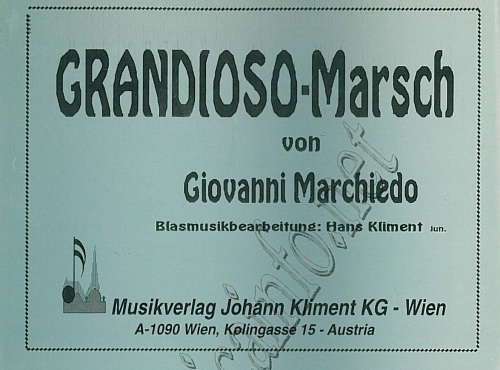 GRANDIOSO-Marsch
von
Giovanni Marchiedo
Blasmusikbearbeitung: Hans Kliment Jun.
Musikverlag Johann Kliment KG - Wien
A-1090 Wien, Kolingasse 15 - Austria